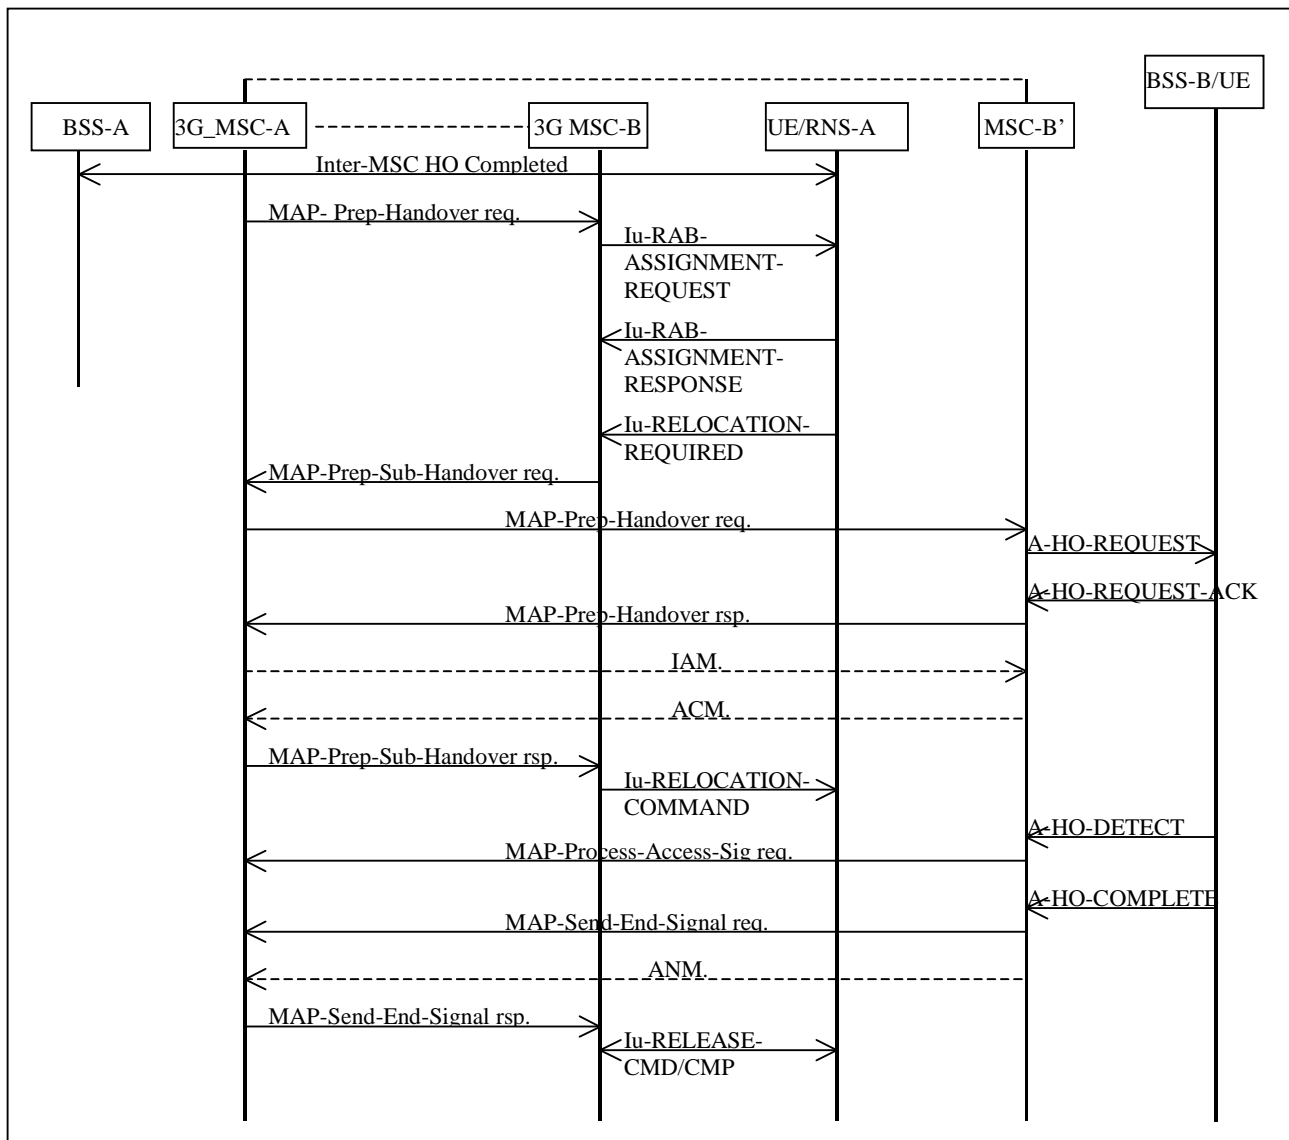 BSS-B/UE
BSS-A
3G_MSC-A
3G MSC-B
UE/RNS-A
MSC-B’
Inter-MSC HO Completed
MAP- Prep-Handover req.
Iu-RAB-
ASSIGNMENT-
REQUEST
Iu-RAB-
ASSIGNMENT-
RESPONSE
Iu-RELOCATION-
REQUIRED
MAP-Prep-Sub-Handover req.
MAP-Prep-Handover req.
A-HO-REQUEST
A-HO-REQUEST-ACK
MAP-Prep-Handover rsp.
IAM.
ACM.
MAP-Prep-Sub-Handover rsp.
Iu-RELOCATION-
COMMAND
A-HO-DETECT
MAP-Process-Access-Sig req.
A-HO-COMPLETE
MAP-Send-End-Signal req.
ANM.
MAP-Send-End-Signal rsp.
Iu-RELEASE-
CMD/CMP